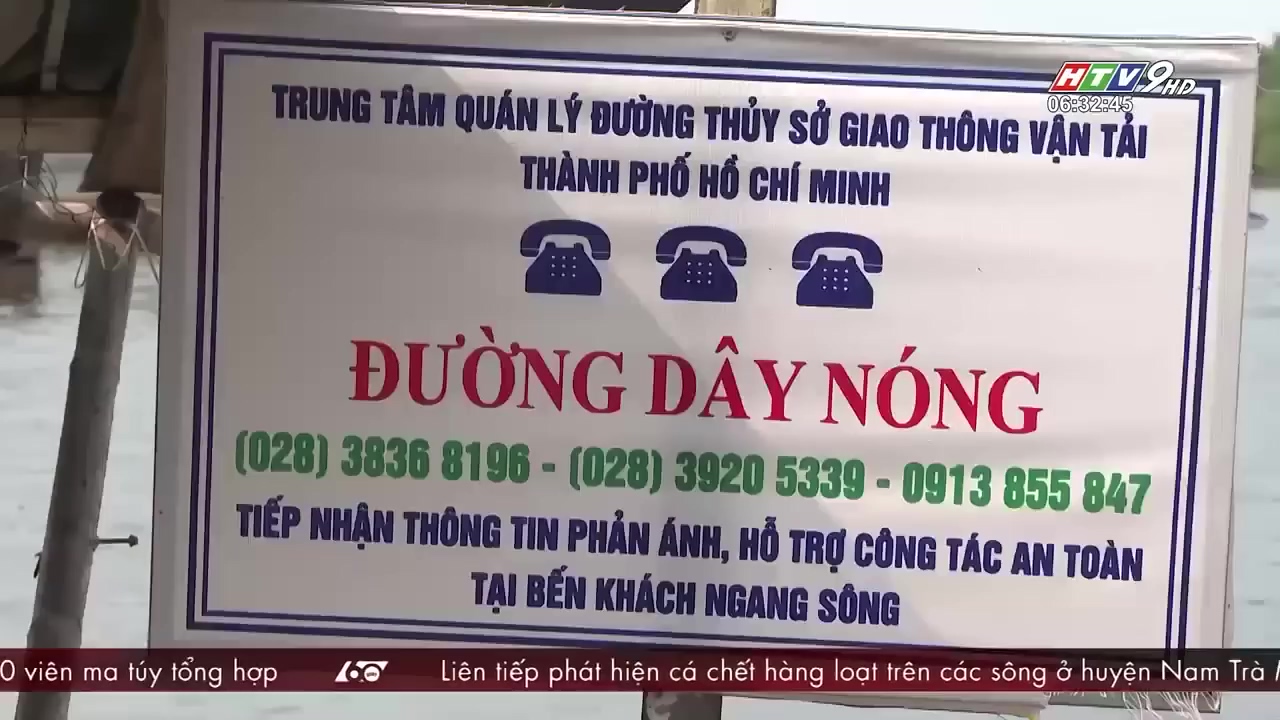 HTV9HD
06:32:45
TRUNG TÂM QUẢN LÝ ĐƯỜNG THỦY SỞ GIAO THÔNG VẬN TẢI
THÀNH PHỐ HỒ CHÍ MINH
ĐƯỜNG DÂY NÓNG
(028) 3836 8196 - (028) 3920 5339 - 0913 855 847
TIẾP NHẬN THÔNG TIN PHẢN ÁNH, HỖ TRỢ CÔNG TÁC AN TOÀN
TẠI BẾN KHÁCH NGANG SÔNG
0 viên ma túy tổng hợp 60 Liên tiếp phát hiện cá chết hàng loạt trên các sông ở huyện Nam Trà